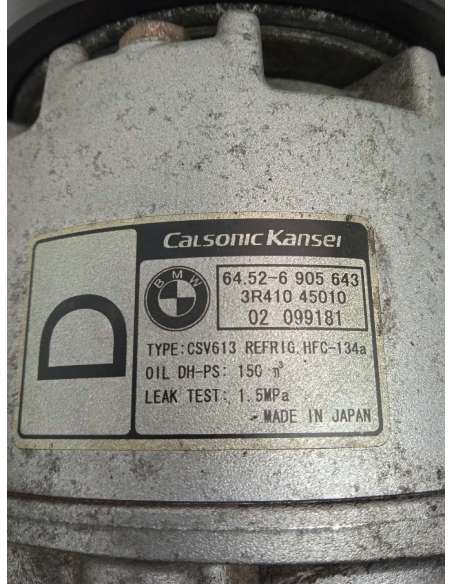 CALSONIC KANSEI
D
BMW
64.52-6 905 643
3R410 45010
02 099181
TYPE:CSV613 REFRIG.HFC-134a
OIL DH-PS: 150 ㎤
LEAK TEST: 1.5MPa
MADE IN JAPAN